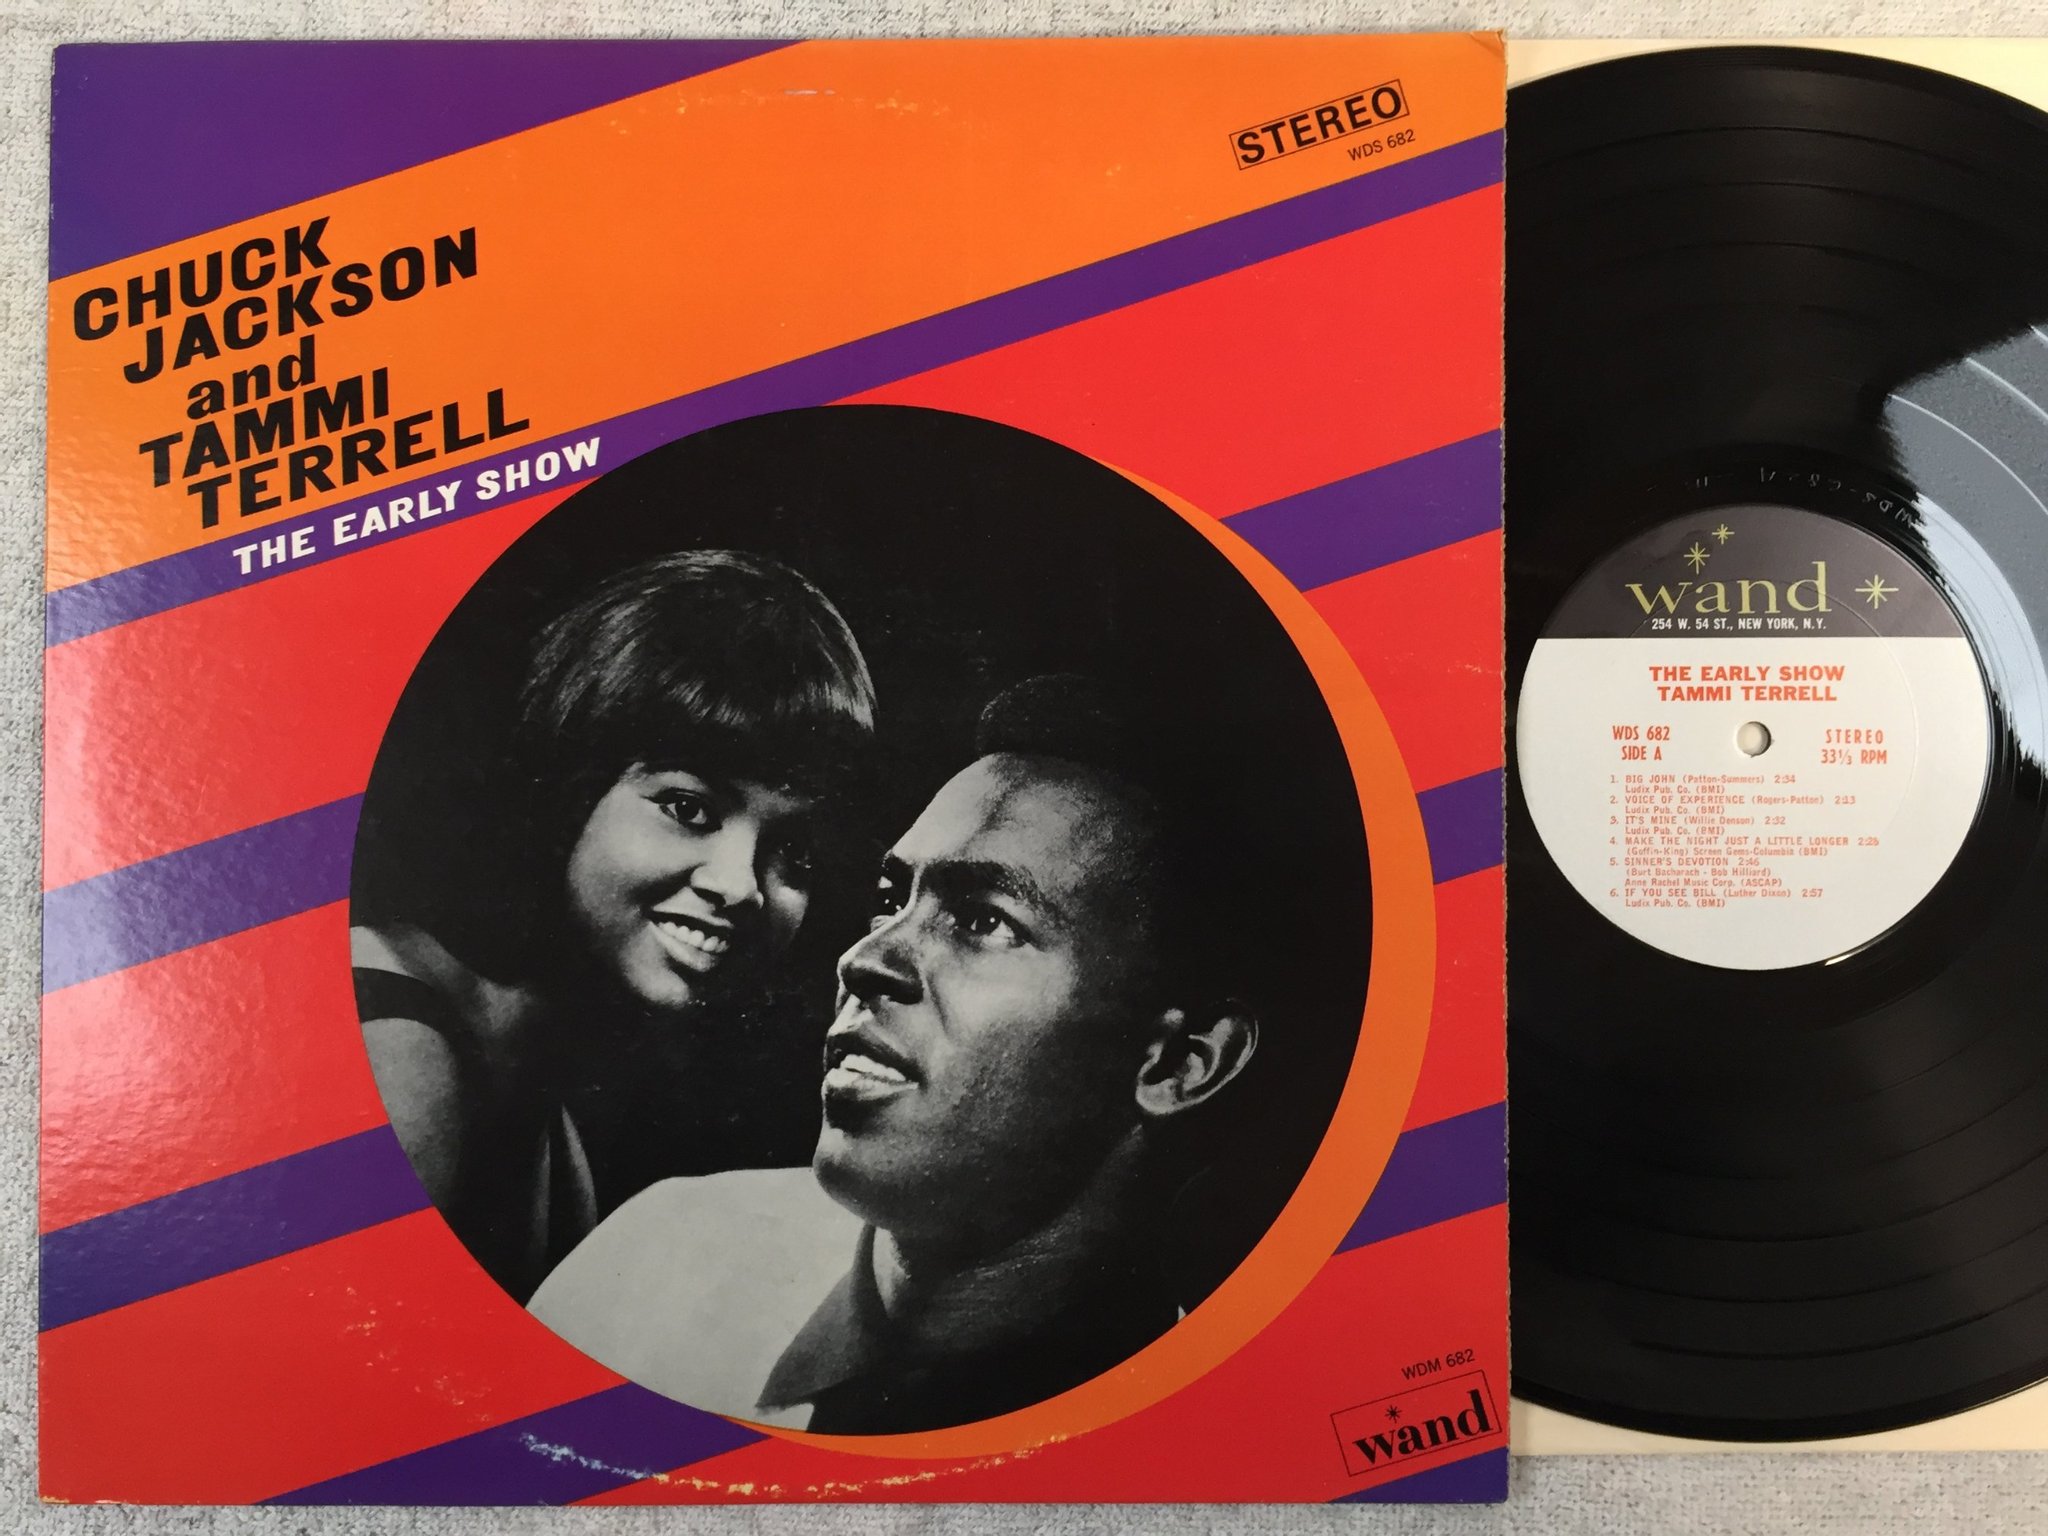 STEREO
WDS 682
CHUCK
JACKSON
and
TAMMI
TERRELL
THE EARLY SHOW
WDM 682
wand
WDS-682A
wand
254 W. 54 ST., NEW YORK, N.Y.
THE EARLY SHOW
TAMMI TERRELL
WDS 682
SIDE A
STEREO
33⅓ RPM
1. BIG JOHN (Patton-Summers) 2:34
Ludix Pub. Co. (BMI)
2. VOICE OF EXPERIENCE (Rogers-Patton) 2:13
Ludix Pub. Co. (BMI)
3. IT'S MINE (Willie Denson) 2:32
Ludix Pub. Co. (BMI)
4. MAKE THE NIGHT JUST A LITTLE LONGER 2:28
(Goffin-King) Screen Gems-Columbia (BMI)
5. SINNER'S DEVOTION 2:46
(Burt Bacharach - Bob Hilliard)
Anne Rachel Music Corp. (ASCAP)
6. IF YOU SEE BILL (Luther Dixon) 2:57
Ludix Pub. Co. (BMI)